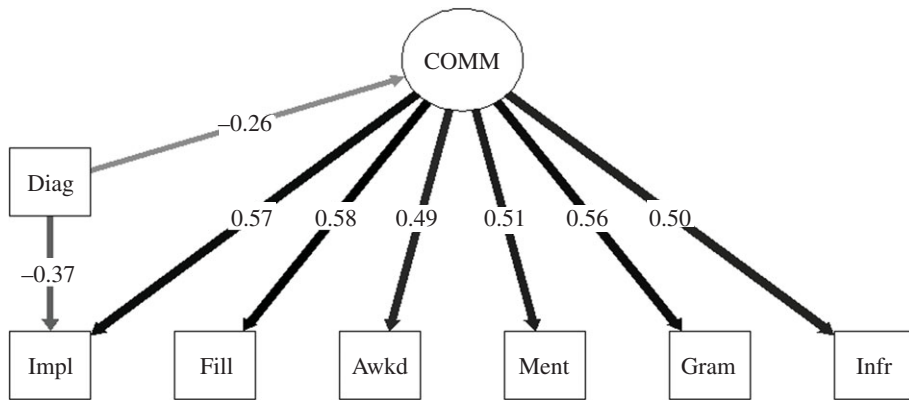 COMM
–0.26
Diag
0.57 0.58 0.49 0.51 0.56 0.50
–0.37
Impl Fill Awkd Ment Gram Infr